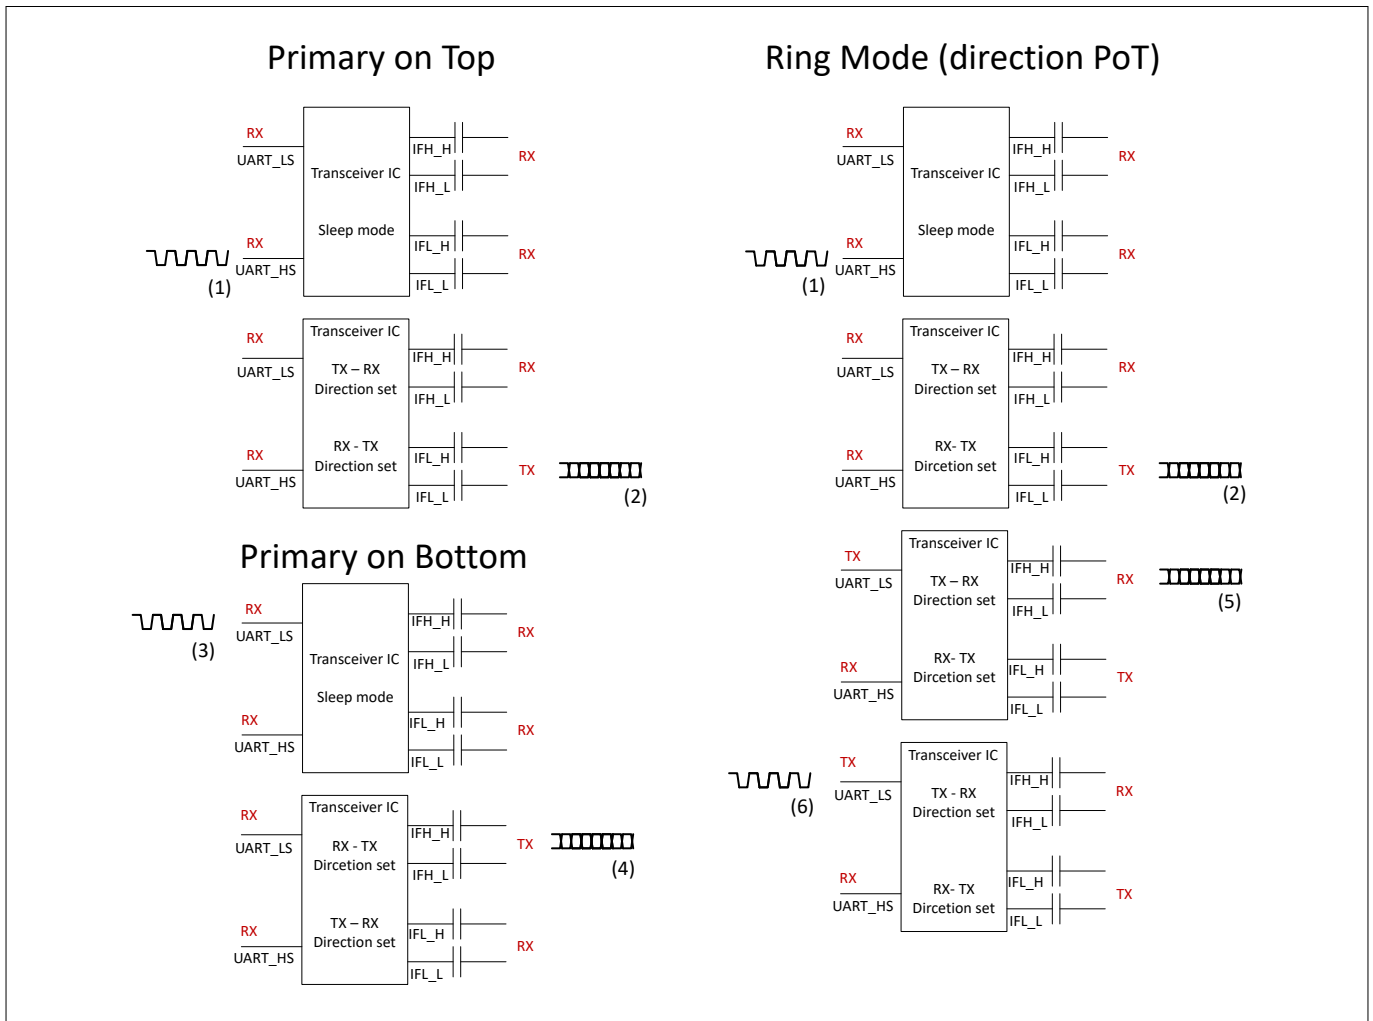 Primary on Top
RX
UART_LS
Transceiver IC
Sleep mode
RX
UART_HS
(1)
IFH_H
IFH_L
RX
IFL_H
IFL_L
RX
RX
UART_LS
Transceiver IC
TX – RX
Direction set
RX - TX
Direction set
RX
UART_HS
IFH_H
IFH_L
RX
IFL_H
IFL_L
TX
(2)
Primary on Bottom
RX
UART_LS
(3)
Transceiver IC
Sleep mode
RX
UART_HS
IFH_H
IFH_L
RX
IFL_H
IFL_L
RX
RX
UART_LS
Transceiver IC
RX - TX
Dircetion set
TX – RX
Direction set
RX
UART_HS
IFH_H
IFH_L
TX
(4)
IFL_H
IFL_L
RX
Ring Mode (direction PoT)
RX
UART_LS
Transceiver IC
Sleep mode
RX
UART_HS
(1)
IFH_H
IFH_L
RX
IFL_H
IFL_L
RX
RX
UART_LS
Transceiver IC
TX – RX
Direction set
RX- TX
Dircetion set
RX
UART_HS
IFH_H
IFH_L
RX
IFL_H
IFL_L
TX
(2)
TX
UART_LS
Transceiver IC
TX – RX
Direction set
RX- TX
Dircetion set
RX
UART_HS
IFH_H
IFH_L
RX
(5)
IFL_H
IFL_L
TX
TX
UART_LS
(6)
Transceiver IC
TX - RX
Direction set
RX- TX
Dircetion set
RX
UART_HS
IFH_H
IFH_L
RX
IFL_H
IFL_L
TX